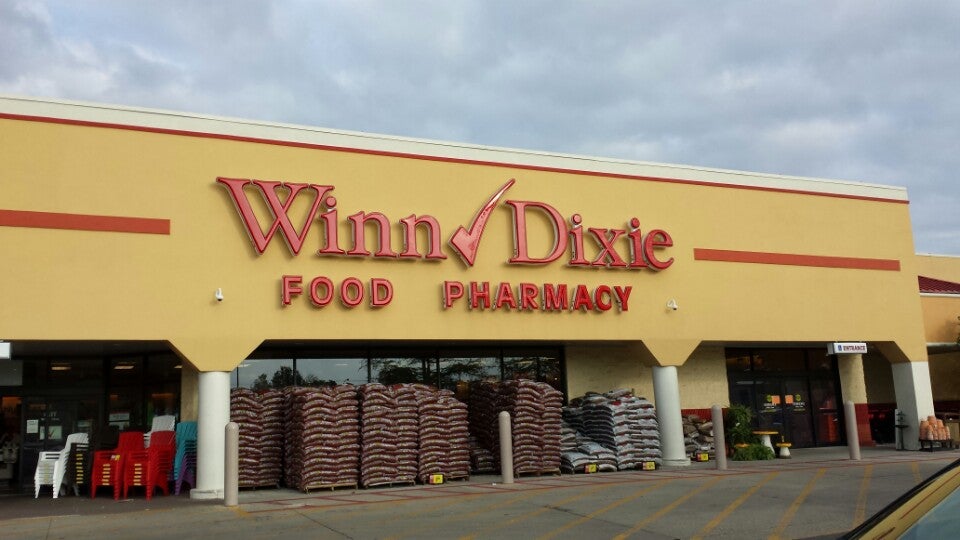 Winn Dixie
FOOD PHARMACY
ENTRANCE